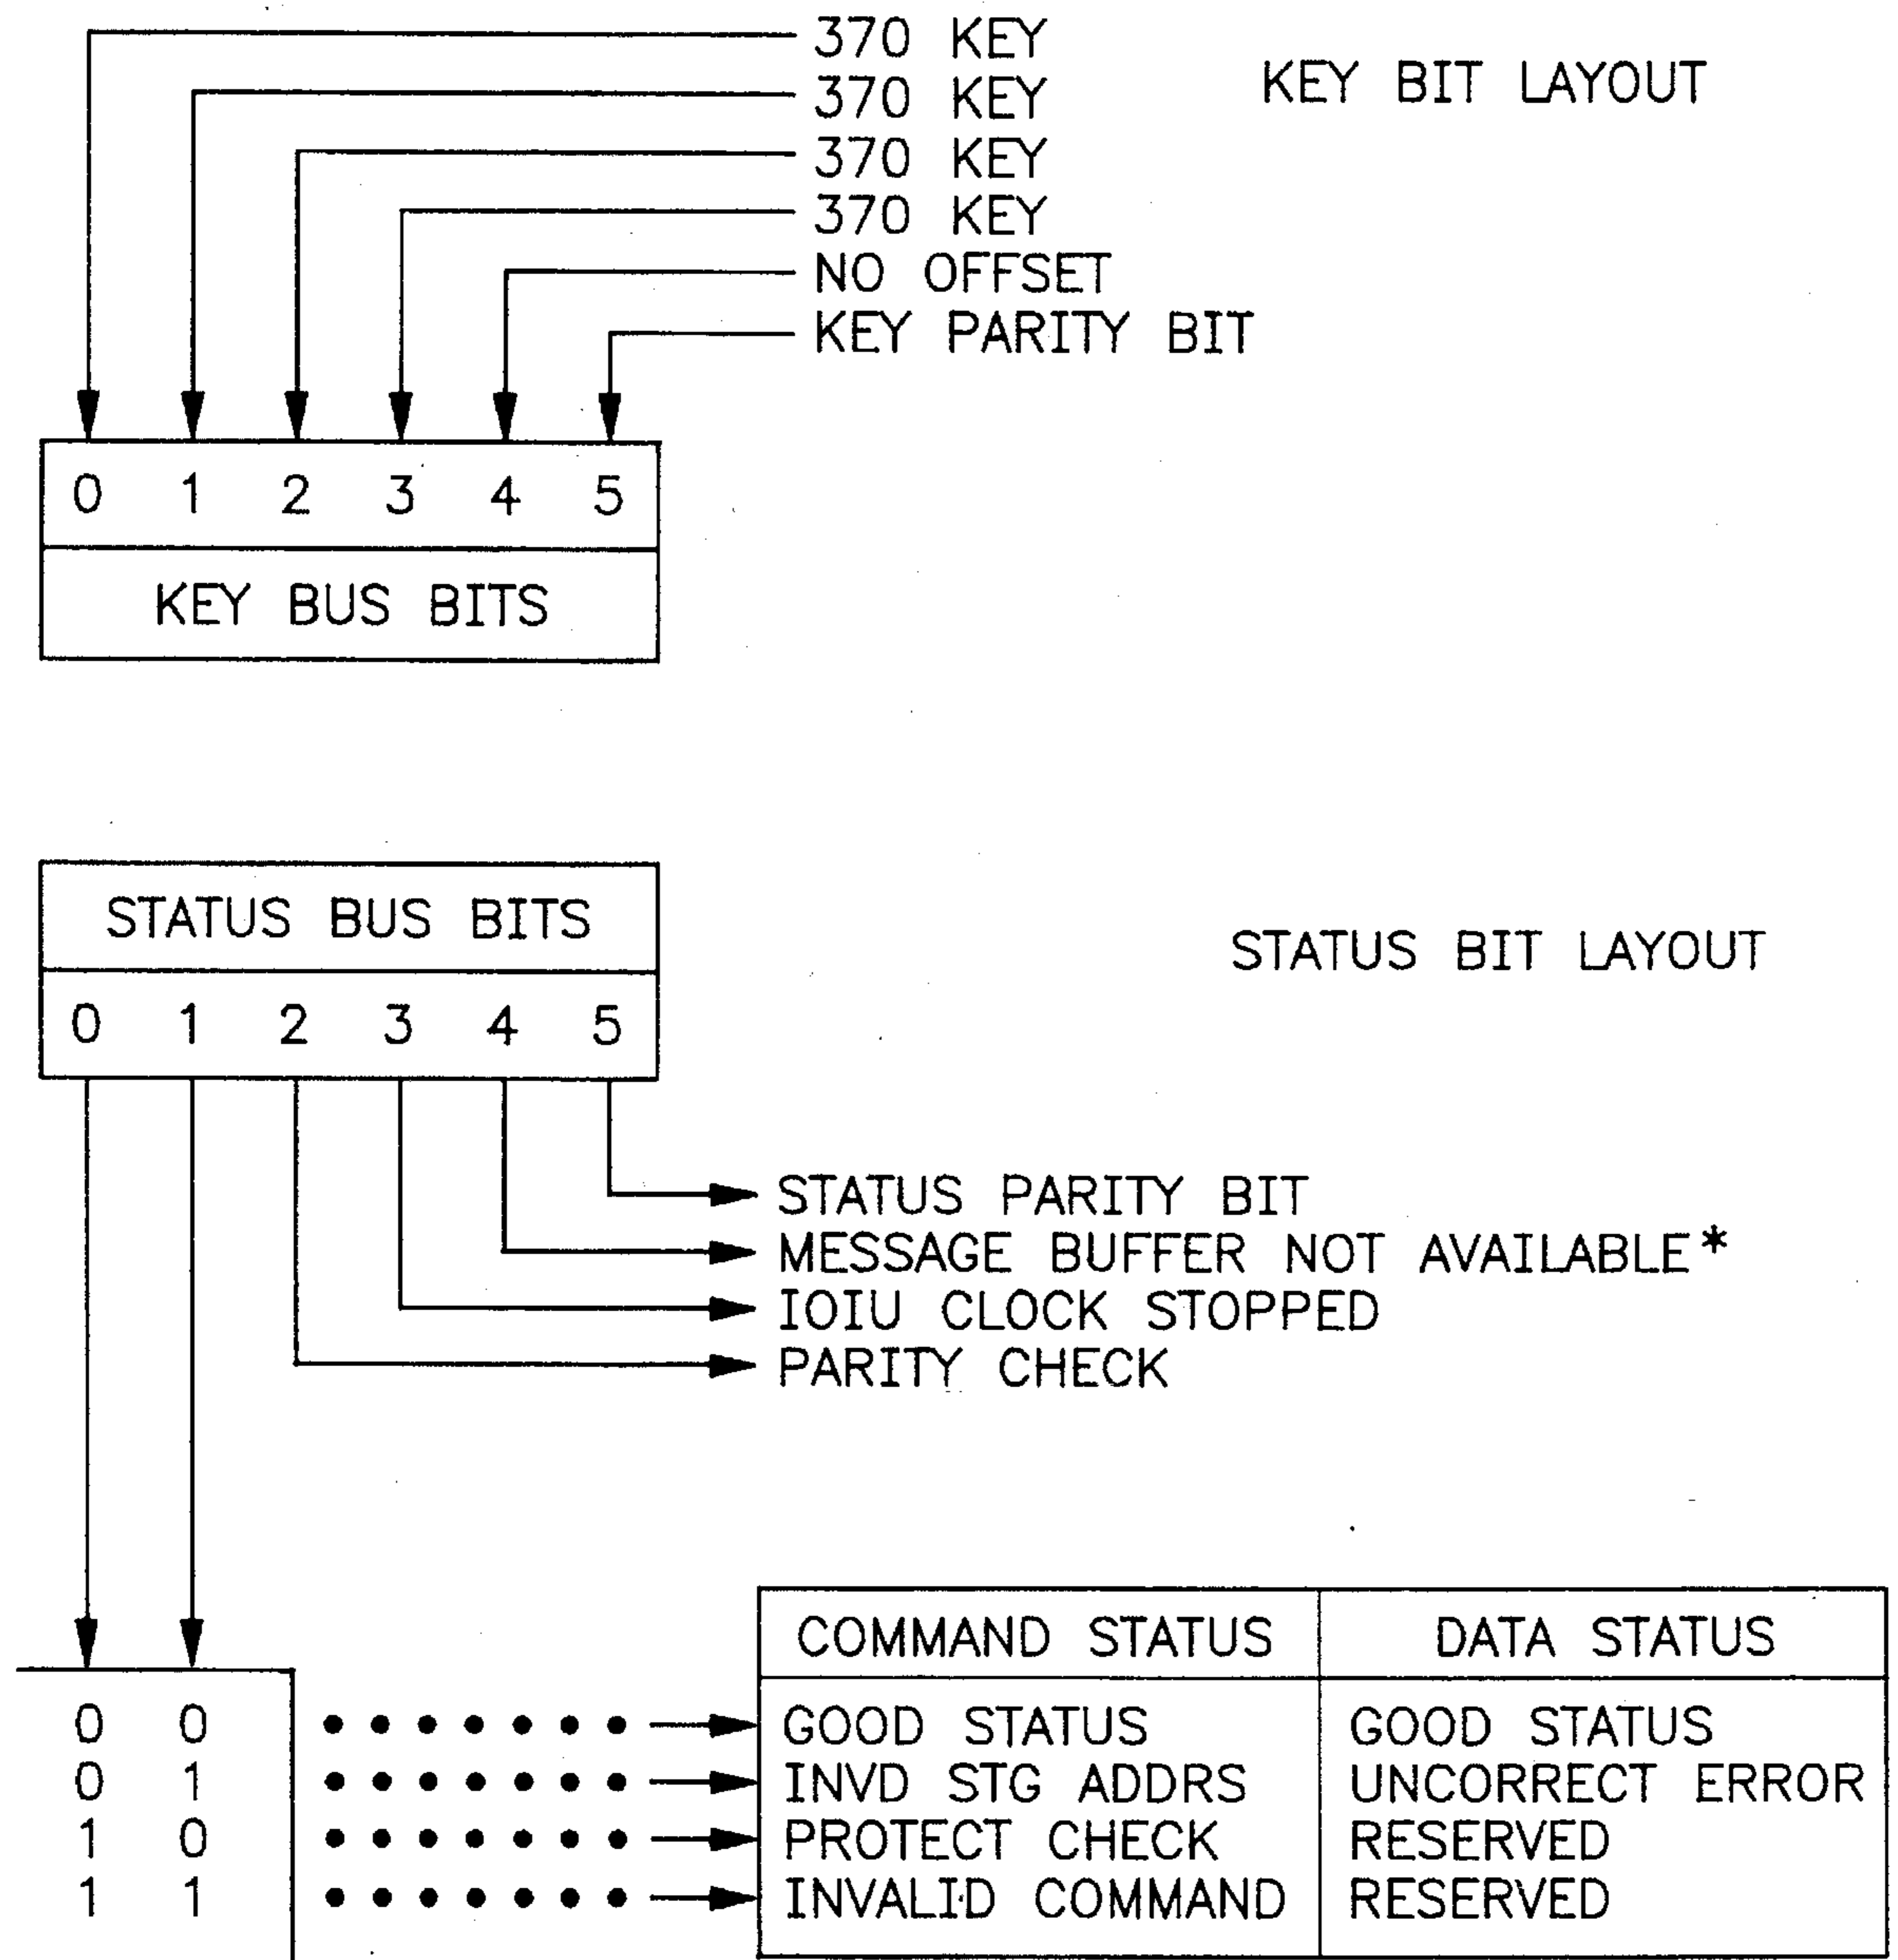 370 KEY
KEY BIT LAYOUT
370 KEY
370 KEY
370 KEY
NO OFFSET
KEY PARITY BIT
0 1 2 3 4 5
KEY BUS BITS
STATUS BUS BITS
STATUS BIT LAYOUT
0 1 2 3 4 5
STATUS PARITY BIT
MESSAGE BUFFER NOT AVAILABLE*
IOIU CLOCK STOPPED
PARITY CHECK
COMMAND STATUS DATA STATUS
0 0 GOOD STATUS GOOD STATUS
0 1 INVD STG ADDRS UNCORRECT ERROR
1 0 PROTECT CHECK RESERVED
1 1 INVALID COMMAND RESERVED